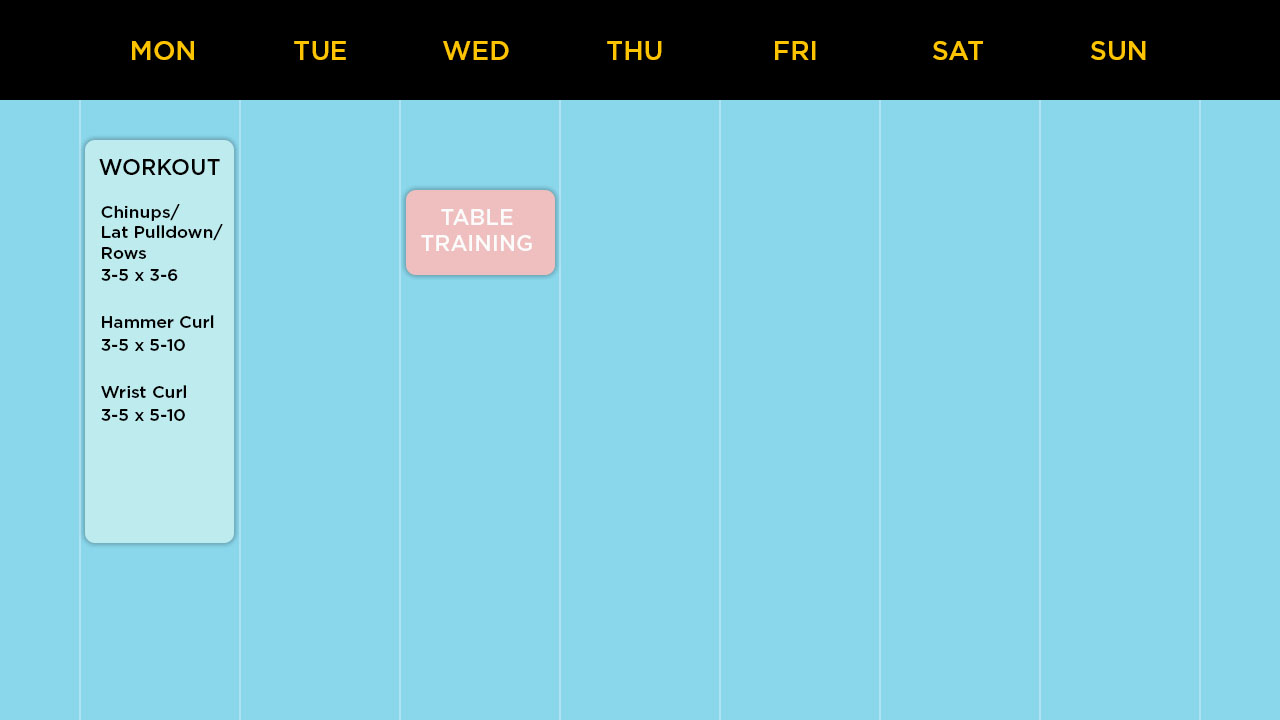 MON TUE WED THU FRI SAT SUN
WORKOUT
Chinups/
Lat Pulldown/
Rows
3-5 x 3-6
Hammer Curl
3-5 x 5-10
Wrist Curl
3-5 x 5-10
TABLE
TRAINING